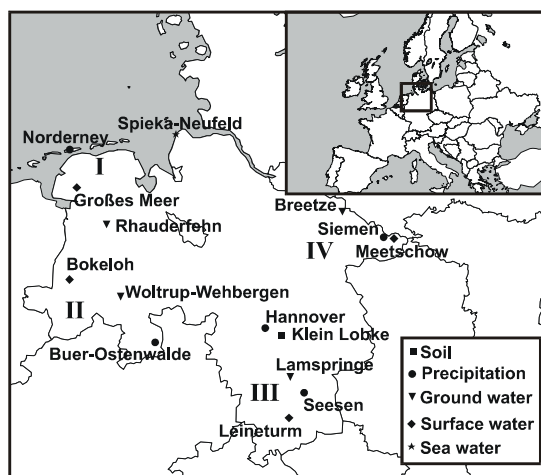 Spieka-Neufeld
Norderney
I
Großes Meer
Rhauderfehn
Breetze
Siemen
IV
Meetschow
Bokeloh
II
Woltrup-Wehbergen
Hannover
Klein Lobke
Buer-Ostenwalde
Lamspringe
III
Seesen
Leineturm
Soil
Precipitation
Ground water
Surface water
Sea water